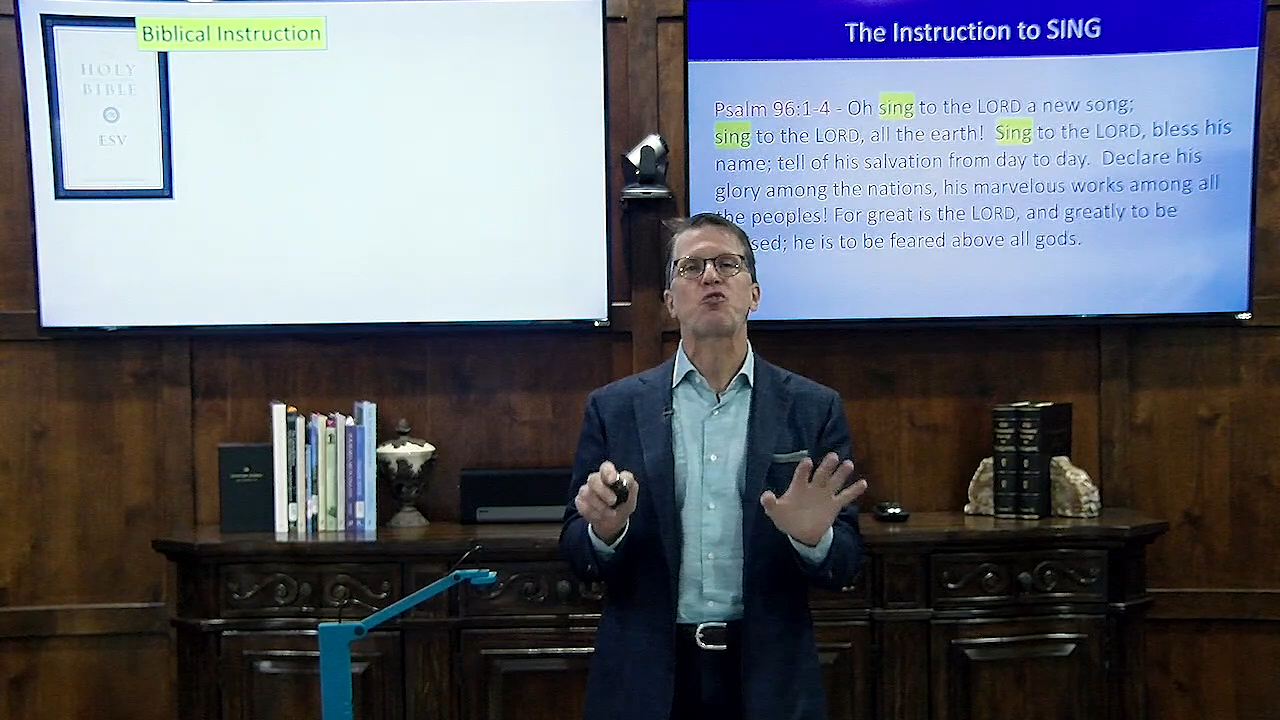 Biblical Instruction
HOLY
BIBLE
ESV
The Instruction to SING
Psalm 96:1-4 - Oh sing to the LORD a new song;
sing to the LORD, all the earth! Sing to the LORD, bless his
name; tell of his salvation from day to day. Declare his
glory among the nations, his marvelous works among all
the peoples! For great is the LORD, and greatly to be
sed; he is to be feared above all gods.